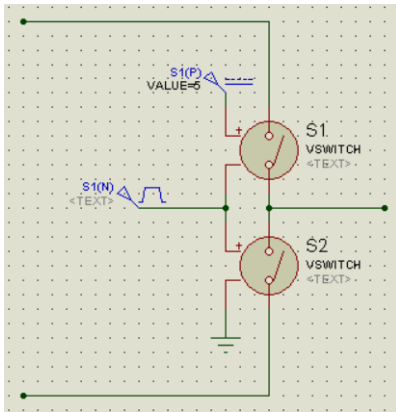 S1(P)
VALUE=5
S1
VSWITCH
<TEXT>
S1(N)
<TEXT>
S2
VSWITCH
<TEXT>